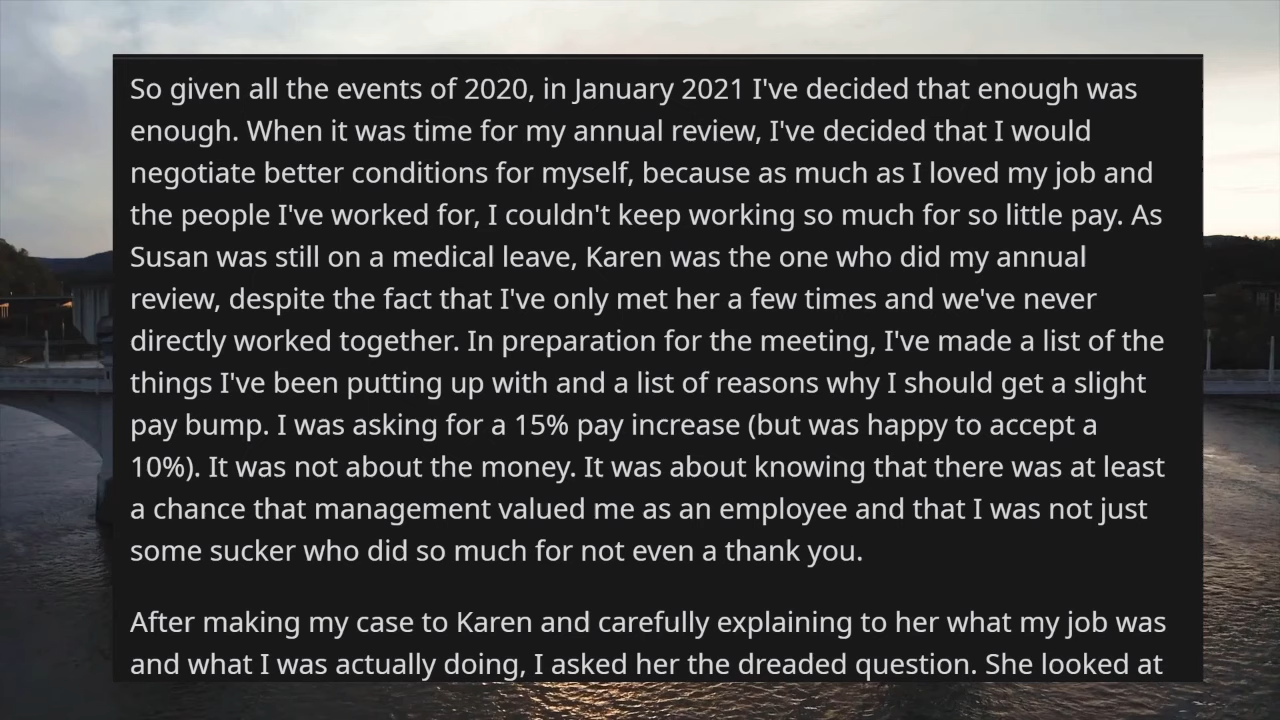 So given all the events of 2020, in January 2021 I've decided that enough was
enough. When it was time for my annual review, I've decided that I would
negotiate better conditions for myself, because as much as I loved my job and
the people I've worked for, I couldn't keep working so much for so little pay. As
Susan was still on a medical leave, Karen was the one who did my annual
review, despite the fact that I've only met her a few times and we've never
directly worked together. In preparation for the meeting, I've made a list of the
things I've been putting up with and a list of reasons why I should get a slight
pay bump. I was asking for a 15% pay increase (but was happy to accept a
10%). It was not about the money. It was about knowing that there was at least
a chance that management valued me as an employee and that I was not just
some sucker who did so much for not even a thank you.
After making my case to Karen and carefully explaining to her what my job was
and what I was actually doing, I asked her the dreaded question. She looked at